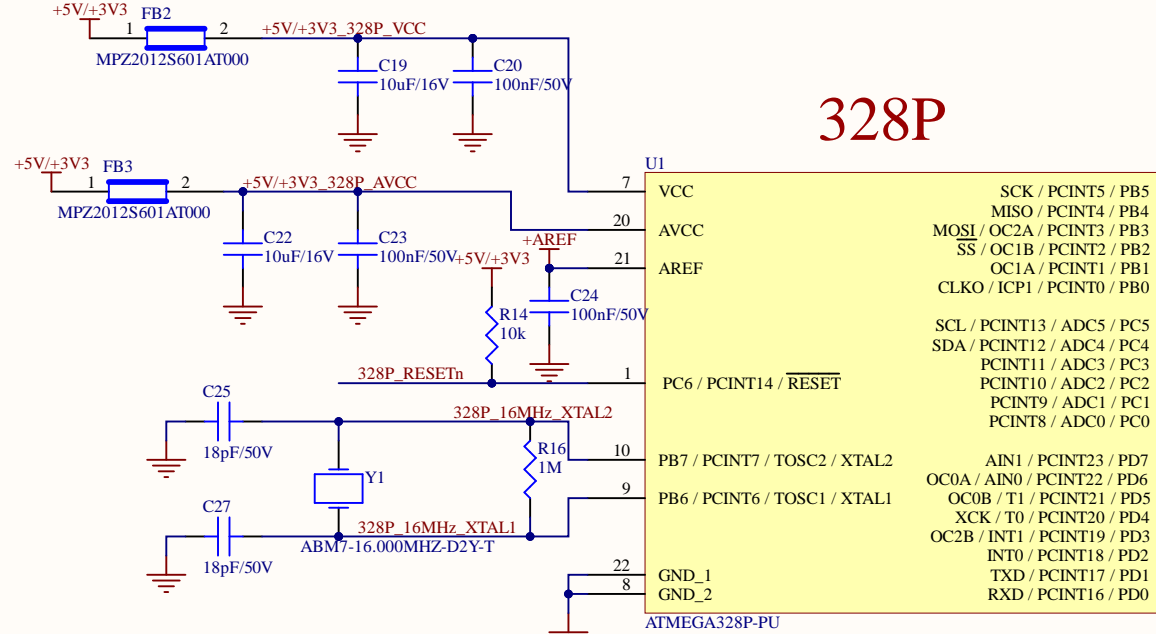 +5V/+3V3
FB2
1
2
+5V/+3V3_328P_VCC
MPZ2012S601AT000
C19
10uF/16V
C20
100nF/50V
328P
+5V/+3V3
FB3
1
2
+5V/+3V3_328P_AVCC
MPZ2012S601AT000
C22
10uF/16V
C23
100nF/50V
+5V/+3V3
+AREF
C24
100nF/50V
R14
10k
328P_RESETn
C25
18pF/50V
328P_16MHz_XTAL2
R16
1M
Y1
C27
18pF/50V
328P_16MHz_XTAL1
ABM7-16.000MHZ-D2Y-T
U1
7
VCC
20
AVCC
21
AREF
1
PC6 / PCINT14 / RESET
10
PB7 / PCINT7 / TOSC2 / XTAL2
9
PB6 / PCINT6 / TOSC1 / XTAL1
22
GND_1
8
GND_2
SCK / PCINT5 / PB5
MISO / PCINT4 / PB4
MOSI / OC2A / PCINT3 / PB3
SS / OC1B / PCINT2 / PB2
OC1A / PCINT1 / PB1
CLKO / ICP1 / PCINT0 / PB0
SCL / PCINT13 / ADC5 / PC5
SDA / PCINT12 / ADC4 / PC4
PCINT11 / ADC3 / PC3
PCINT10 / ADC2 / PC2
PCINT9 / ADC1 / PC1
PCINT8 / ADC0 / PC0
AIN1 / PCINT23 / PD7
OC0A / AIN0 / PCINT22 / PD6
OC0B / T1 / PCINT21 / PD5
XCK / T0 / PCINT20 / PD4
OC2B / INT1 / PCINT19 / PD3
INT0 / PCINT18 / PD2
TXD / PCINT17 / PD1
RXD / PCINT16 / PD0
ATMEGA328P-PU